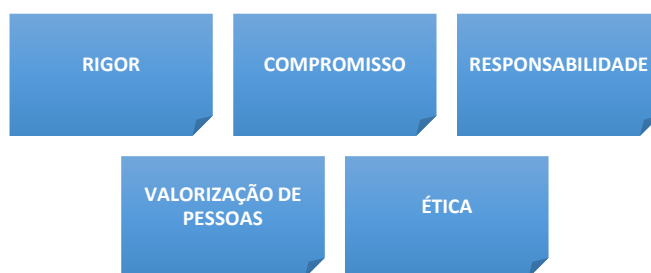 RIGOR
COMPROMISSO
RESPONSABILIDADE
VALORIZAÇÃO DE
PESSOAS
ÉTICA